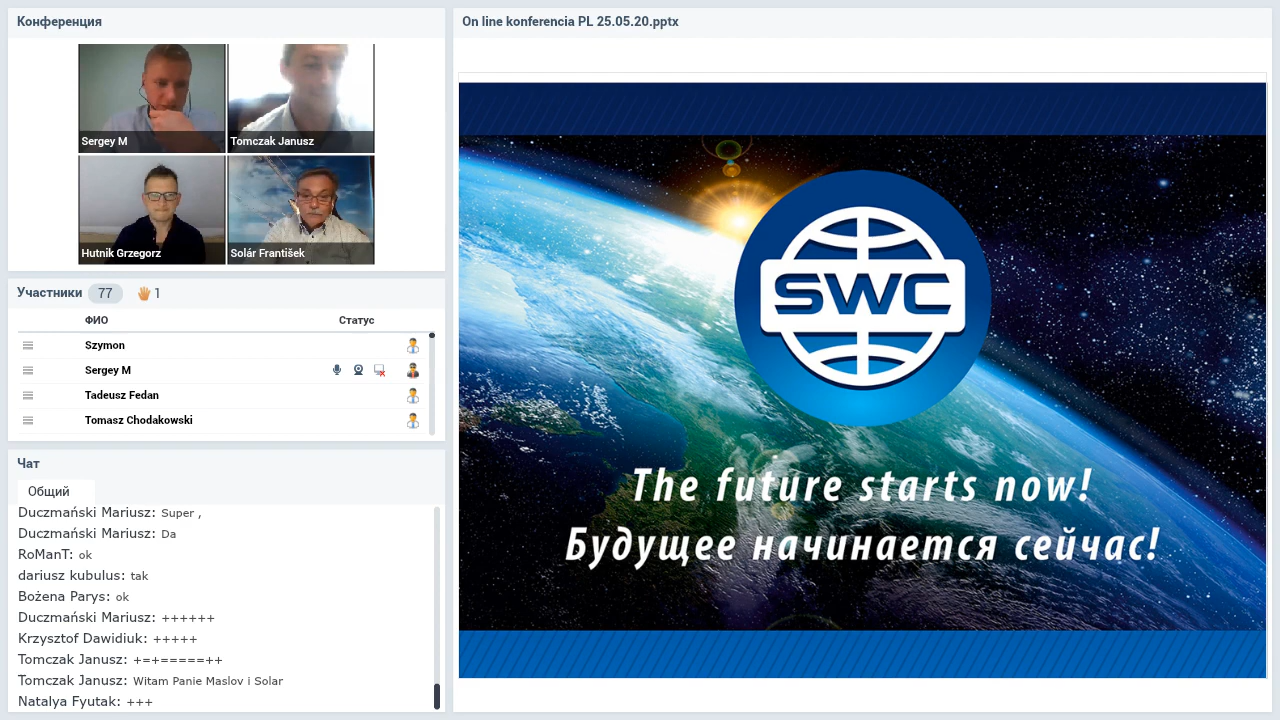 Конференция
Sergey M
Tomczak Janusz
Hutnik Grzegorz
Solár František
Участники 77 1
ФИО Статус
Szymon
Sergey M
Tadeusz Fedan
Tomasz Chodakowski
Чат
Общий
Duczmański Mariusz: Super ,
Duczmański Mariusz: Da
RoManT: ok
dariusz kubulus: tak
Bożena Parys: ok
Duczmański Mariusz: ++++++
Krzysztof Dawidiuk: +++++
Tomczak Janusz: +=+=====++
Tomczak Janusz: Witam Panie Maslov i Solar
Natalya Fyutak: +++
On line konferencia PL 25.05.20.pptx
SWC
The future starts now!
Будущее начинается сейчас!